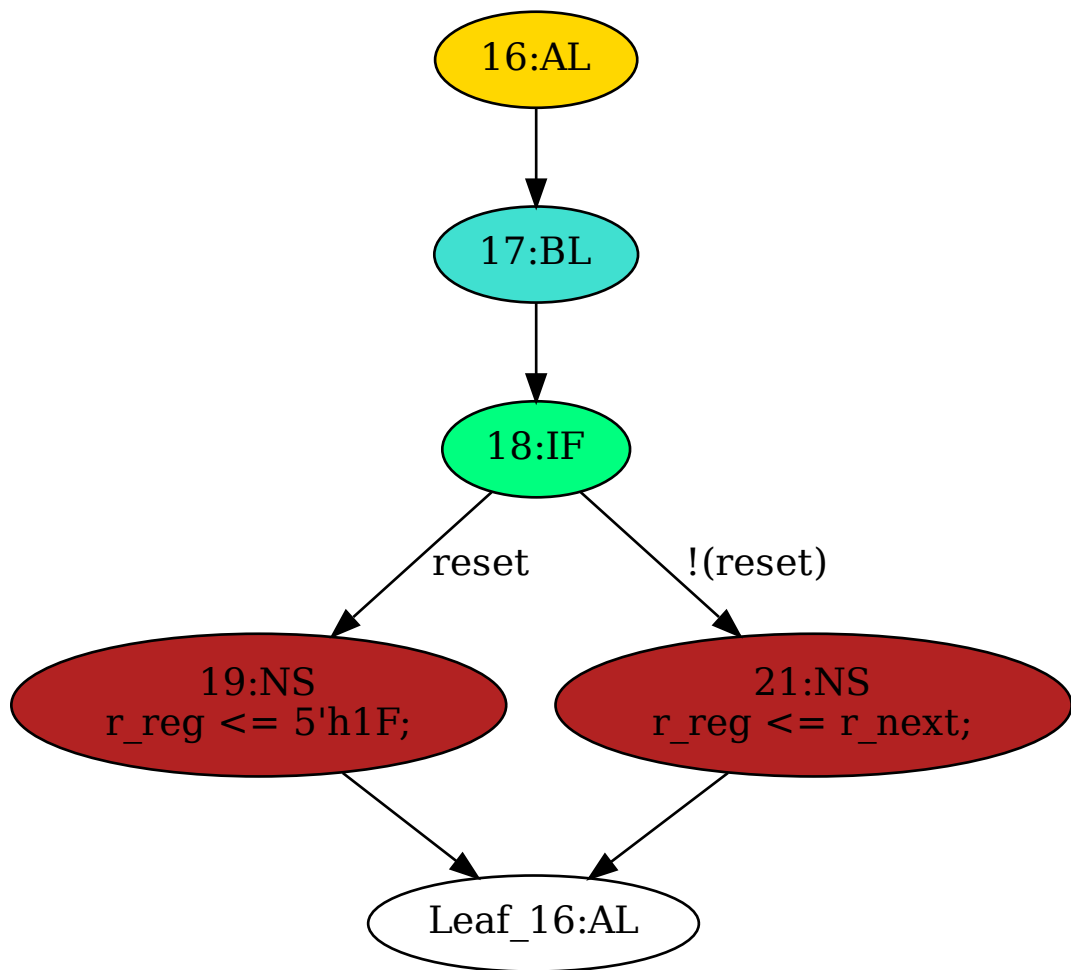 16:AL
17:BL
18:IF
reset
!(reset)
19:NS
r_reg <= 5'h1F;
21:NS
r_reg <= r_next;
Leaf_16:AL